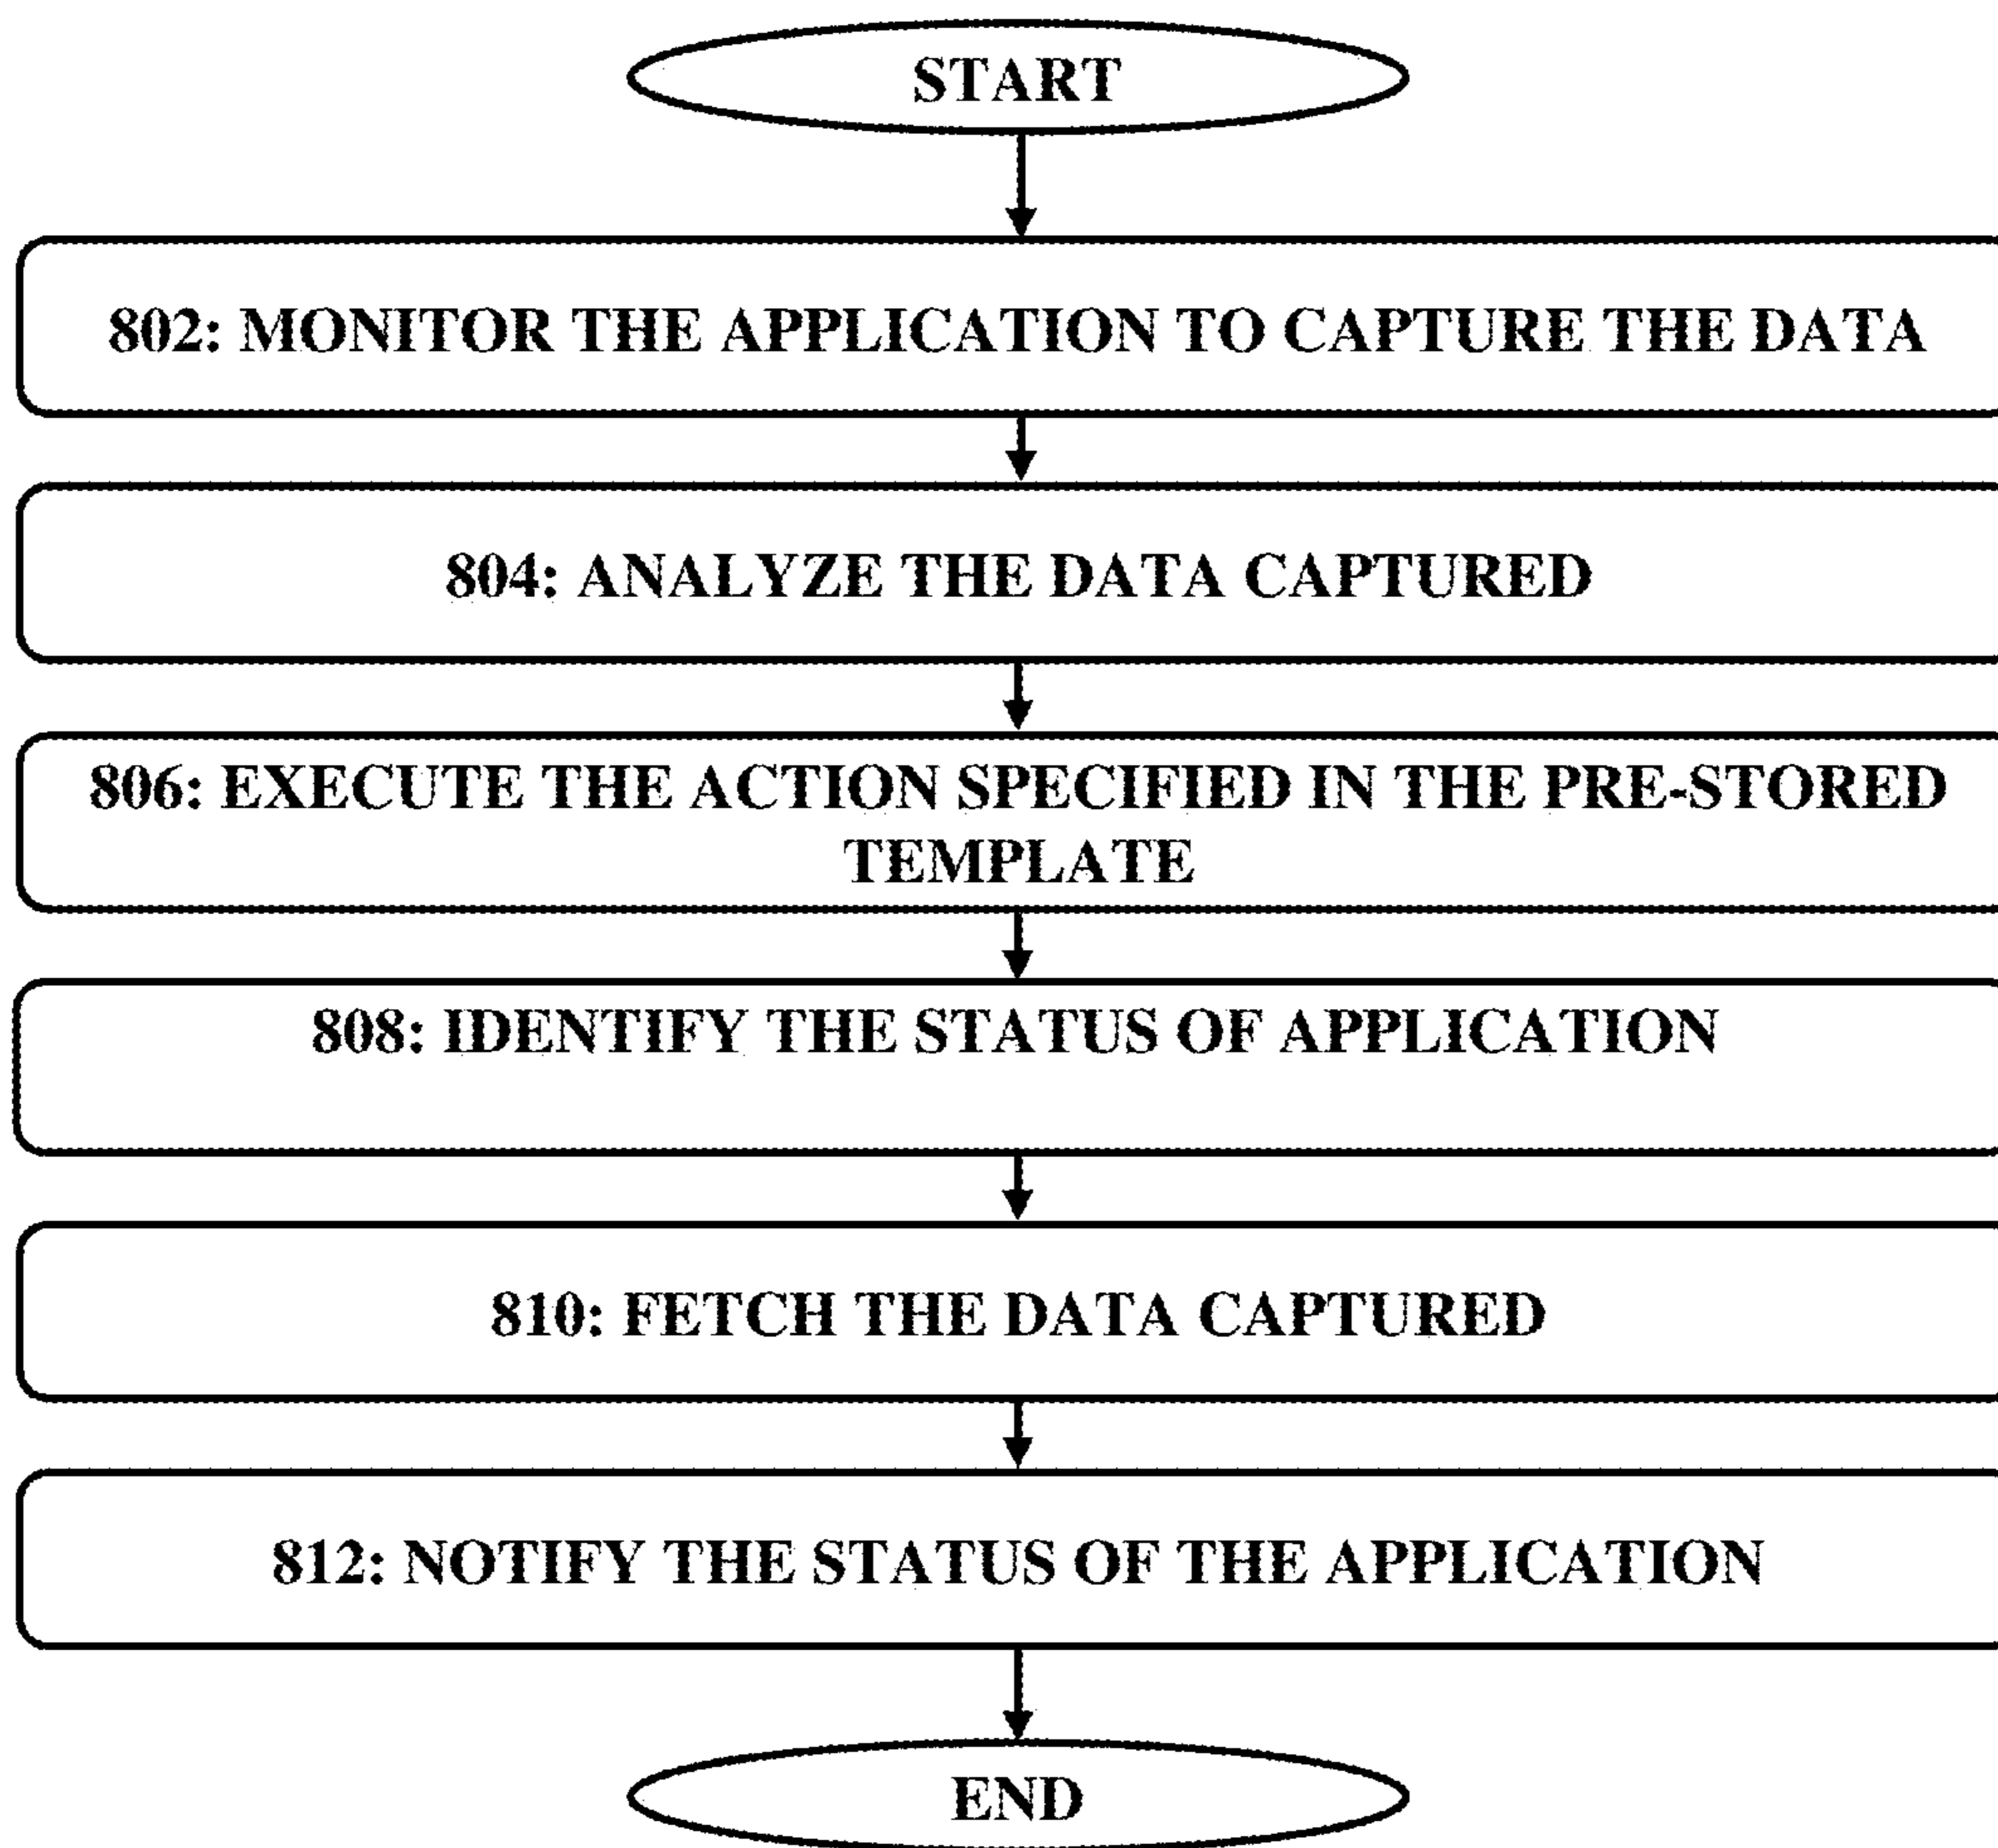 START
802: MONITOR THE APPLICATION TO CAPTURE THE DATA
804: ANALYZE THE DATA CAPTURED
806: EXECUTE THE ACTION SPECIFIED IN THE PRE-STORED
TEMPLATE
808: IDENTIFY THE STATUS OF APPLICATION
810: FETCH THE DATA CAPTURED
812: NOTIFY THE STATUS OF THE APPLICATION
END